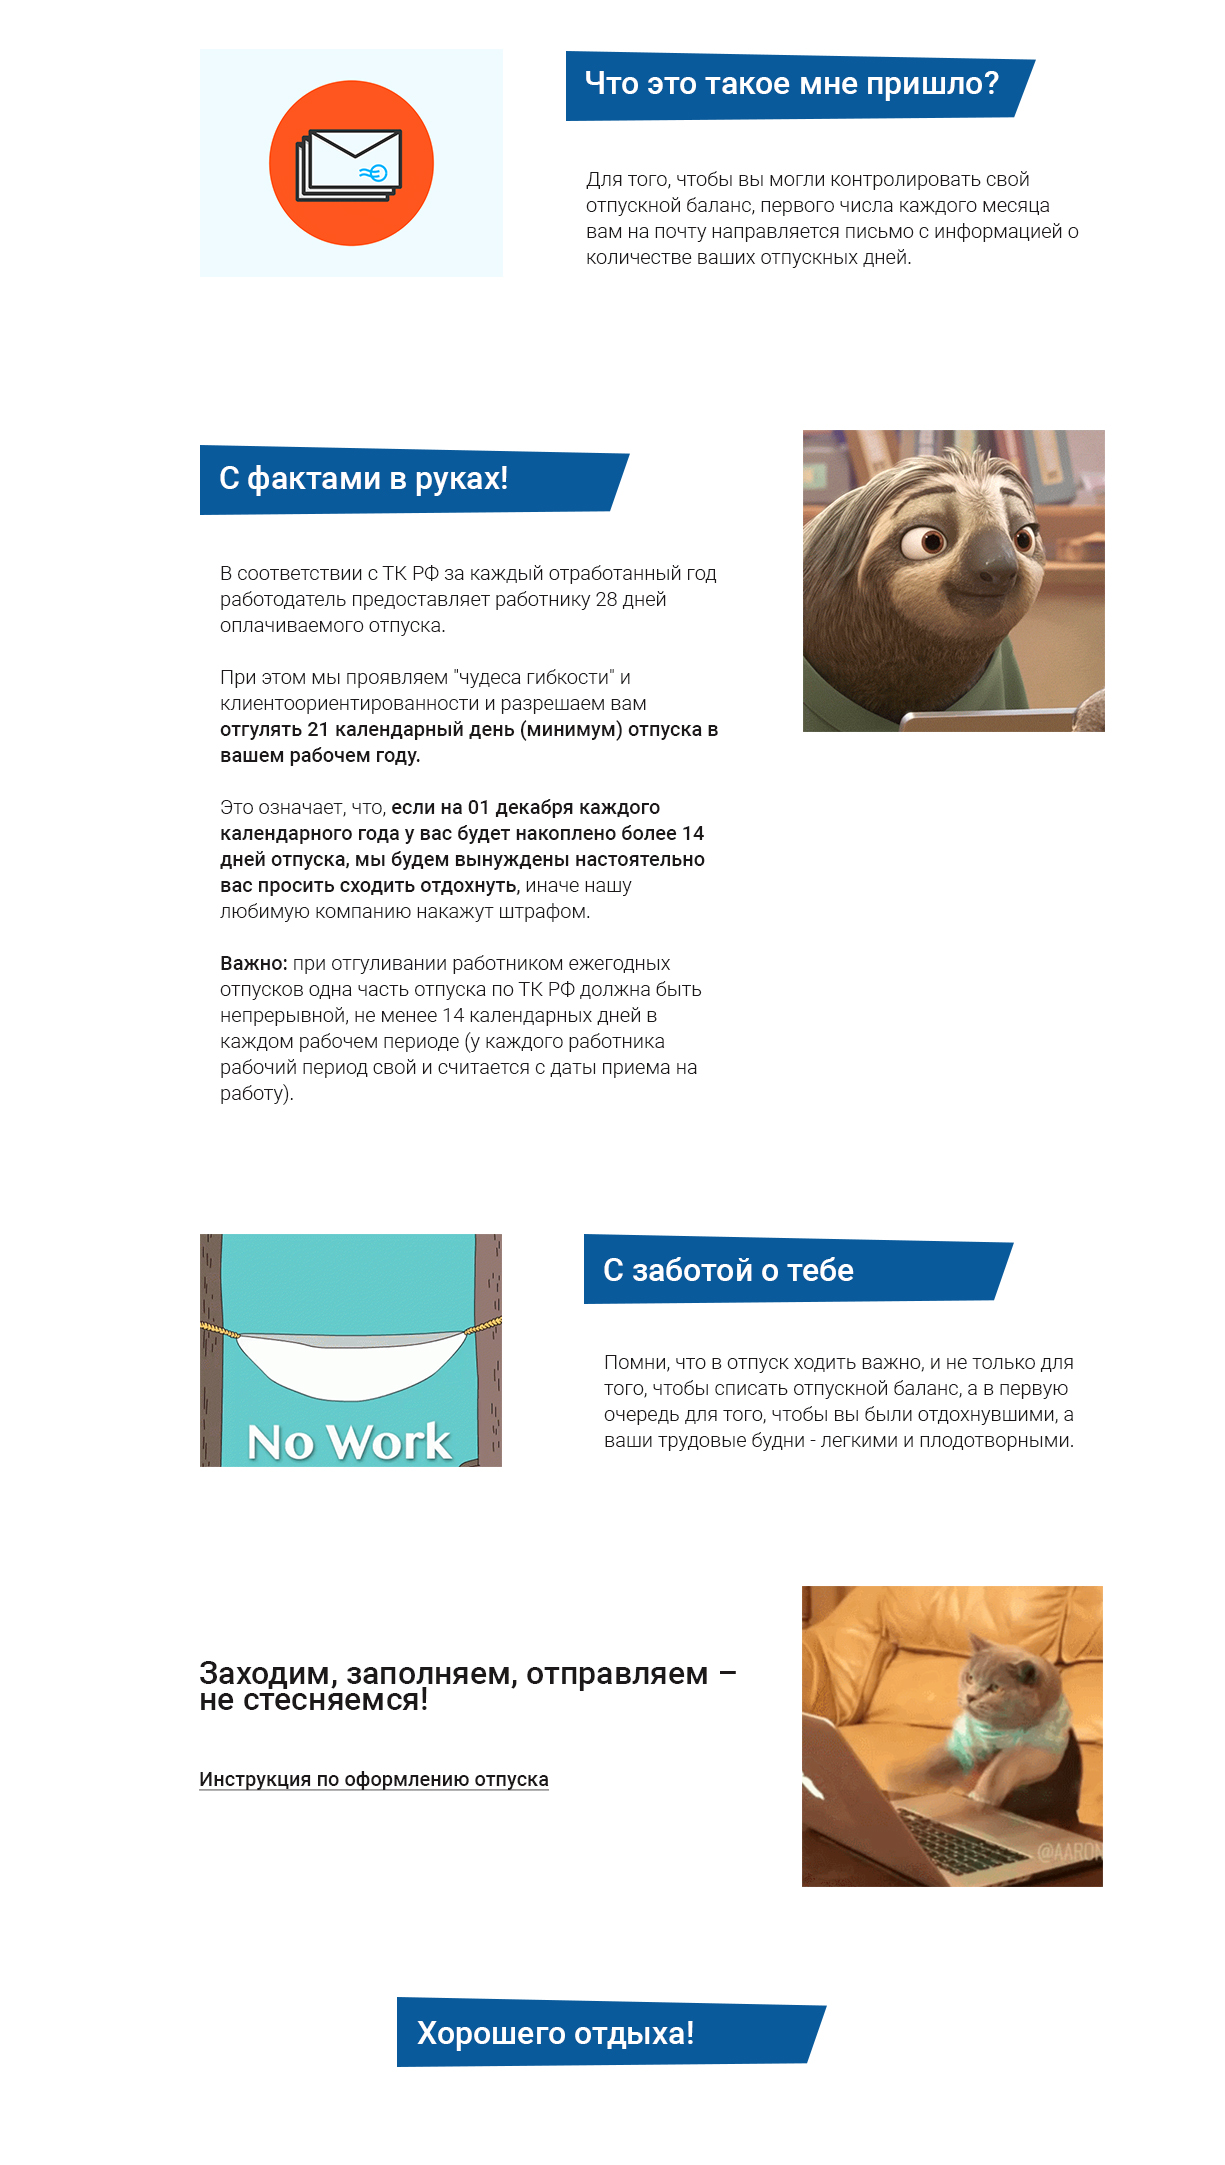 Что это такое мне пришло?
Для того, чтобы вы могли контролировать свой
отпускной баланс, первого числа каждого месяца
вам на почту направляется письмо с информацией о
количестве ваших отпускных дней.
С фактами в руках!
В соответствии с ТК РФ за каждый отработанный год
работодатель предоставляет работнику 28 дней
оплачиваемого отпуска.
При этом мы проявляем "чудеса гибкости" и
клиентоориентированности и разрешаем вам
отгулять 21 календарный день (минимум) отпуска в
вашем рабочем году.
Это означает, что, если на 01 декабря каждого
календарного года у вас будет накоплено более 14
дней отпуска, мы будем вынуждены настоятельно
вас просить сходить отдохнуть, иначе нашу
любимую компанию накажут штрафом.
Важно: при отгуливании работником ежегодных
отпусков одна часть отпуска по ТК РФ должна быть
непрерывной, не менее 14 календарных дней в
каждом рабочем периоде (у каждого работника
рабочий период свой и считается с даты приема на
работу).
No Work
С заботой о тебе
Помни, что в отпуск ходить важно, и не только для
того, чтобы списать отпускной баланс, а в первую
очередь для того, чтобы вы были отдохнувшими, а
ваши трудовые будни - легкими и плодотворными.
Заходим, заполняем, отправляем –
не стесняемся!
Инструкция по оформлению отпуска
@AARON
Хорошего отдыха!